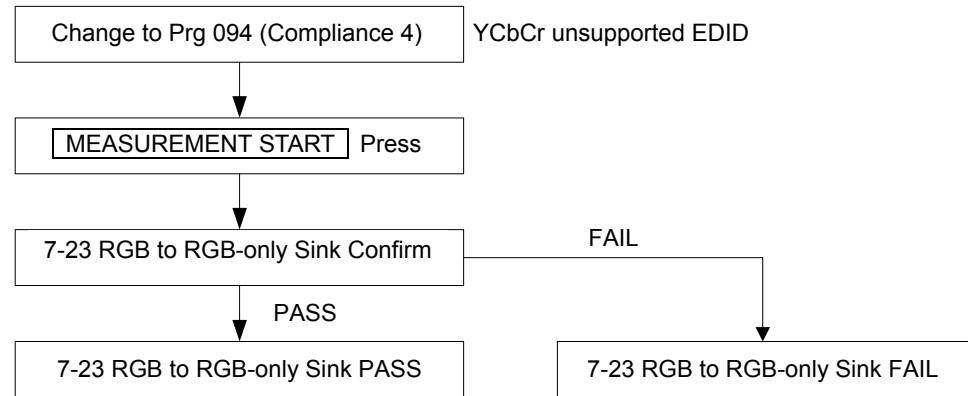 Change to Prg 094 (Compliance 4)
YCbCr unsupported EDID
MEASUREMENT START Press
7-23 RGB to RGB-only Sink Confirm
FAIL
PASS
7-23 RGB to RGB-only Sink PASS
7-23 RGB to RGB-only Sink FAIL